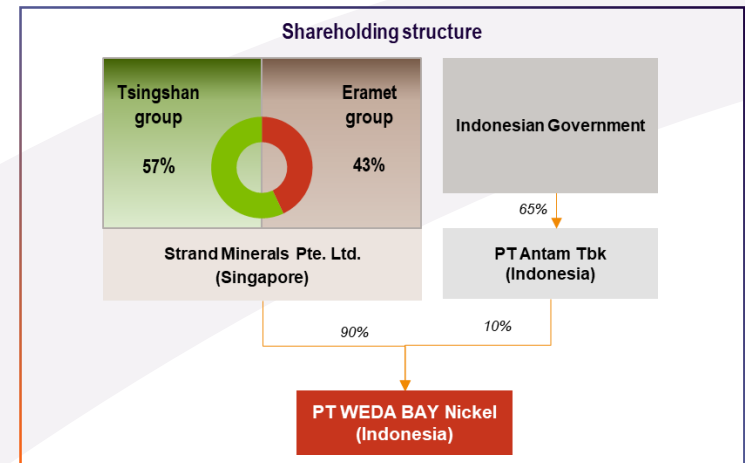 Shareholding structure
Tsingshan
group
57%
Eramet
group
43%
Indonesian Government
65%
Strand Minerals Pte. Ltd.
(Singapore)
PT Antam Tbk
(Indonesia)
90%
10%
PT WEDA BAY Nickel
(Indonesia)